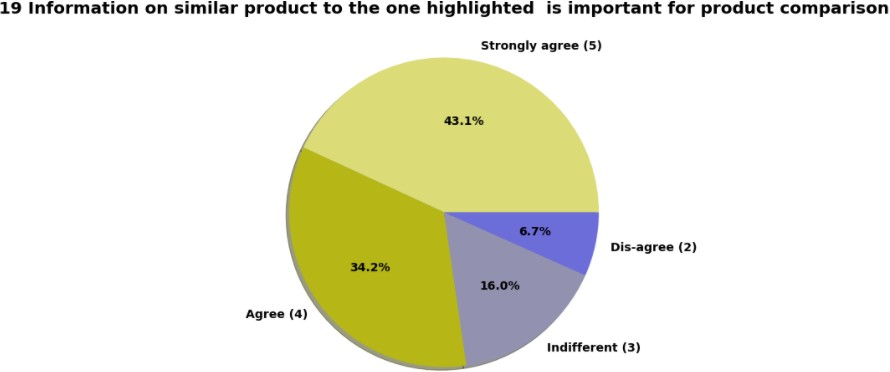 19 Information on similar product to the one highlighted  is important for product comparison
Strongly agree (5)
43.1%
6.7%
Dis-agree (2)
34.2%
16.0%
Agree (4)
Indifferent (3)